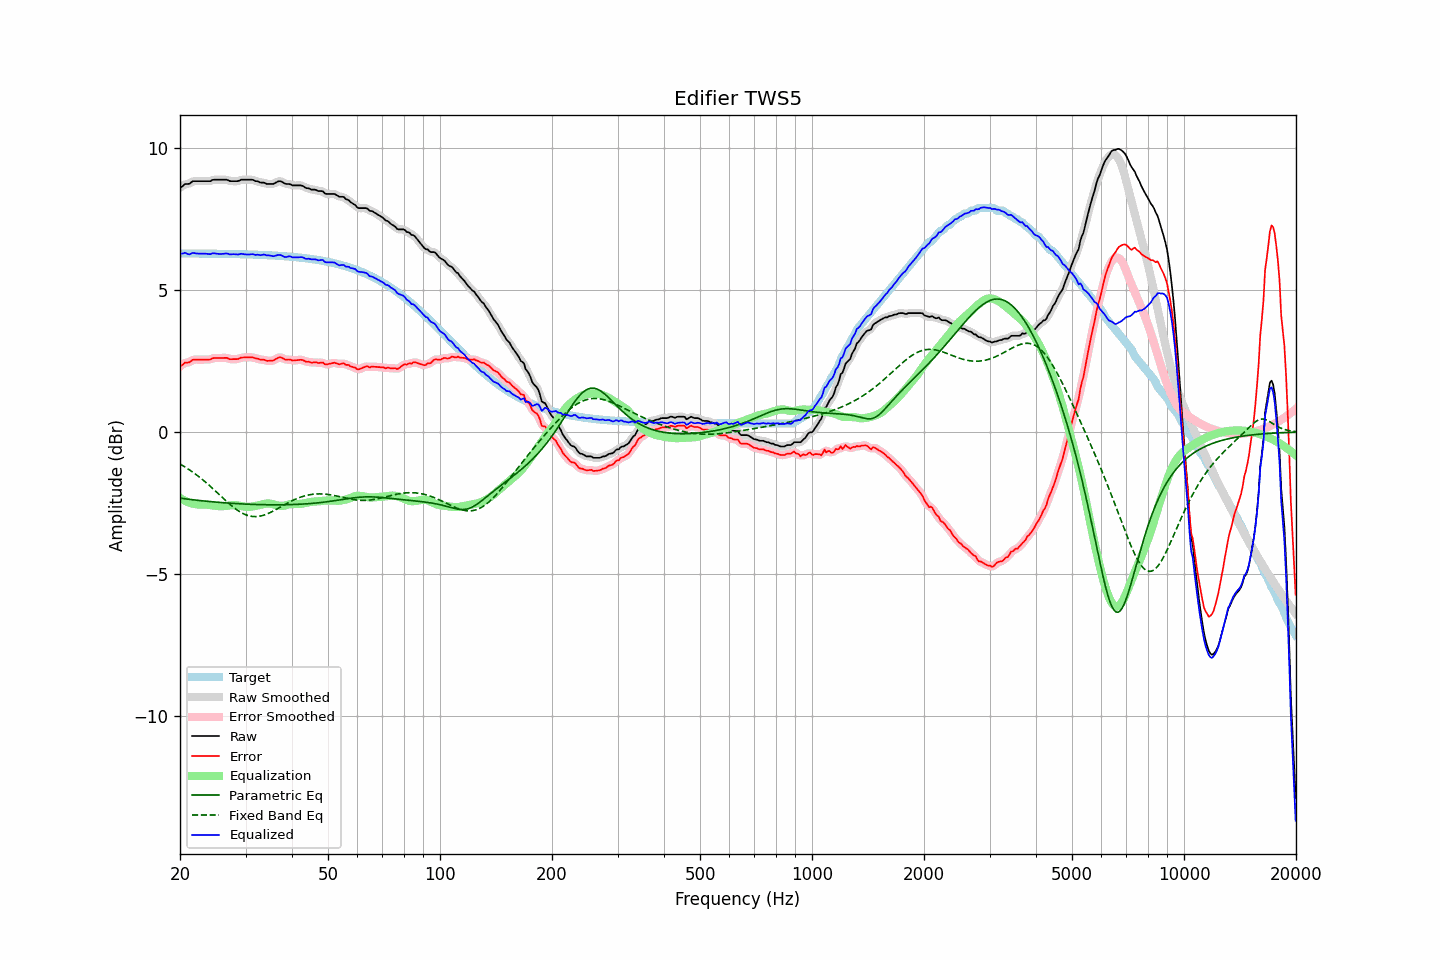 Edifier TWS5
Amplitude (dBr)
10
5
0
−5
−10
Target
Raw Smoothed
Error Smoothed
Raw
Error
Equalization
Parametric Eq
Fixed Band Eq
Equalized
20 50 100 200 500 1000 2000 5000 10000 20000
Frequency (Hz)